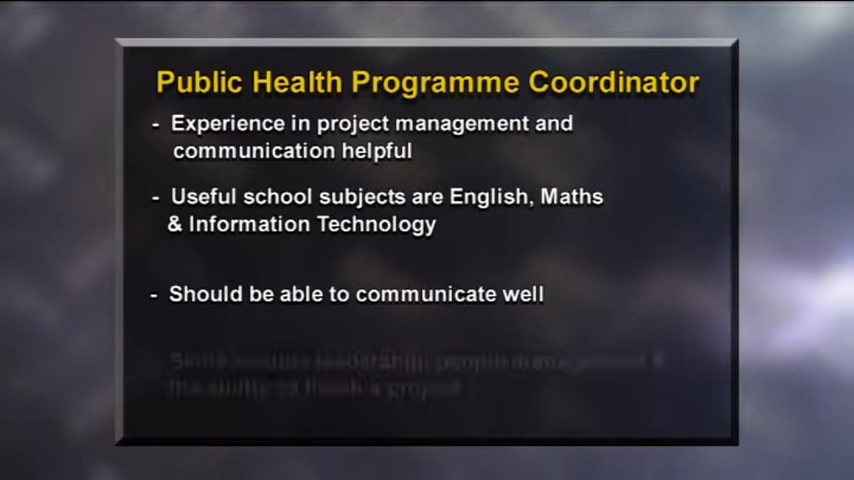 Public Health Programme Coordinator
- Experience in project management and
communication helpful
- Useful school subjects are English, Maths
& Information Technology
- Should be able to communicate well